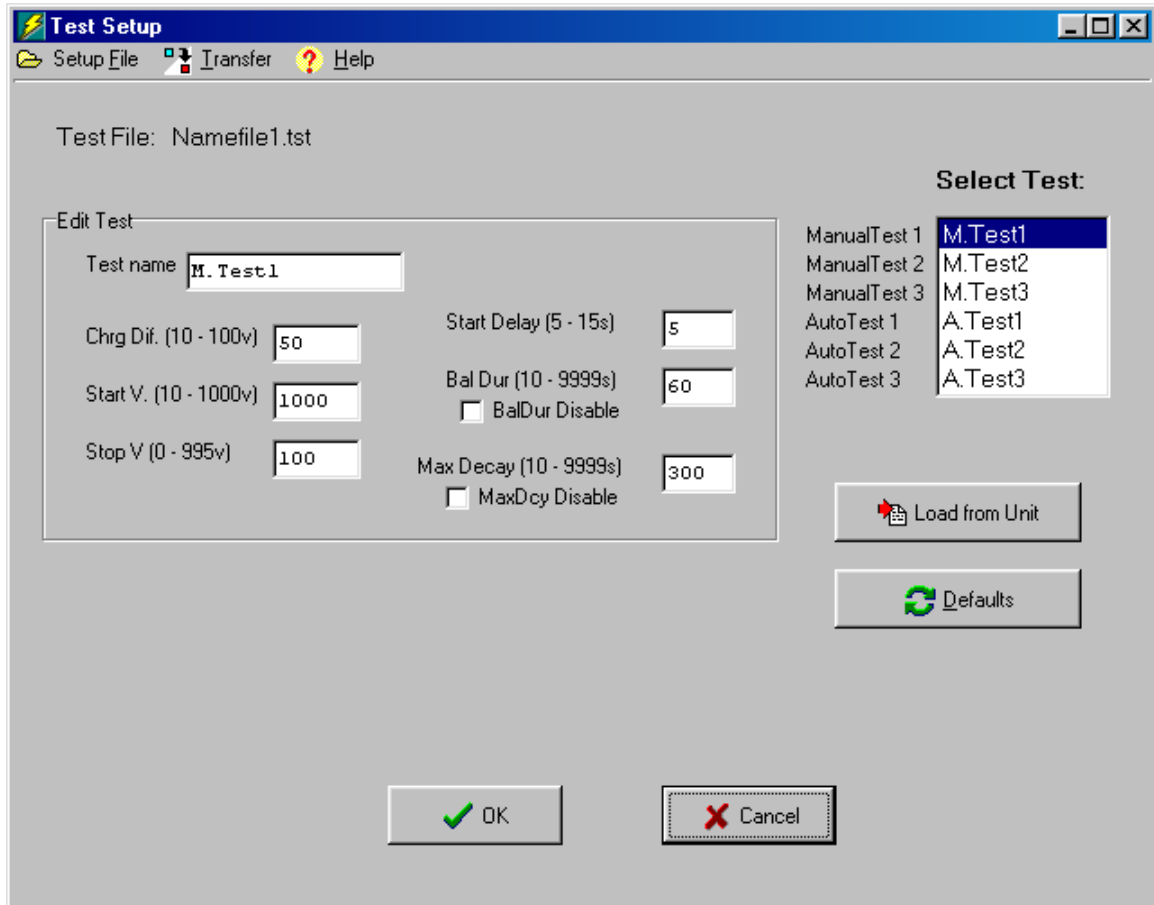 Test Setup
Setup File Transfer Help
Test File: Namefile1.tst
Select Test:
Edit Test
Test name M.Test1
Chrg Dif. (10 - 100v) 50
Start V. (10 - 1000v) 1000
Stop V (0 - 995v) 100
Start Delay (5 - 15s) 5
Bal Dur (10 - 9999s) 60
BalDur Disable
Max Decay (10 - 9999s) 300
MaxDcy Disable
ManualTest 1 M.Test1
ManualTest 2 M.Test2
ManualTest 3 M.Test3
AutoTest 1 A.Test1
AutoTest 2 A.Test2
AutoTest 3 A.Test3
Load from Unit
Defaults
OK
Cancel